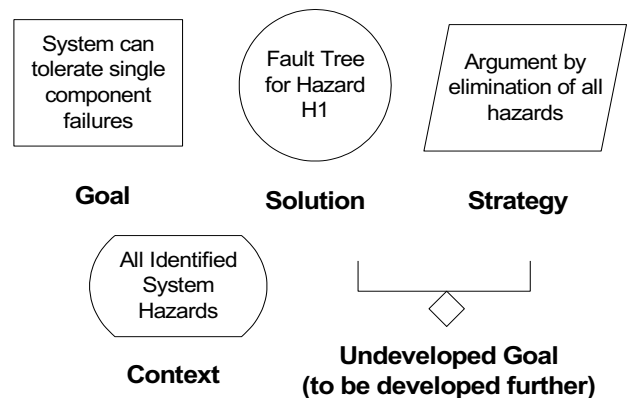 System can
tolerate single
component
failures
Goal
Fault Tree
for Hazard
H1
Solution
Argument by
elimination of all
hazards
Strategy
All Identified
System
Hazards
Context
Undeveloped Goal
(to be developed further)